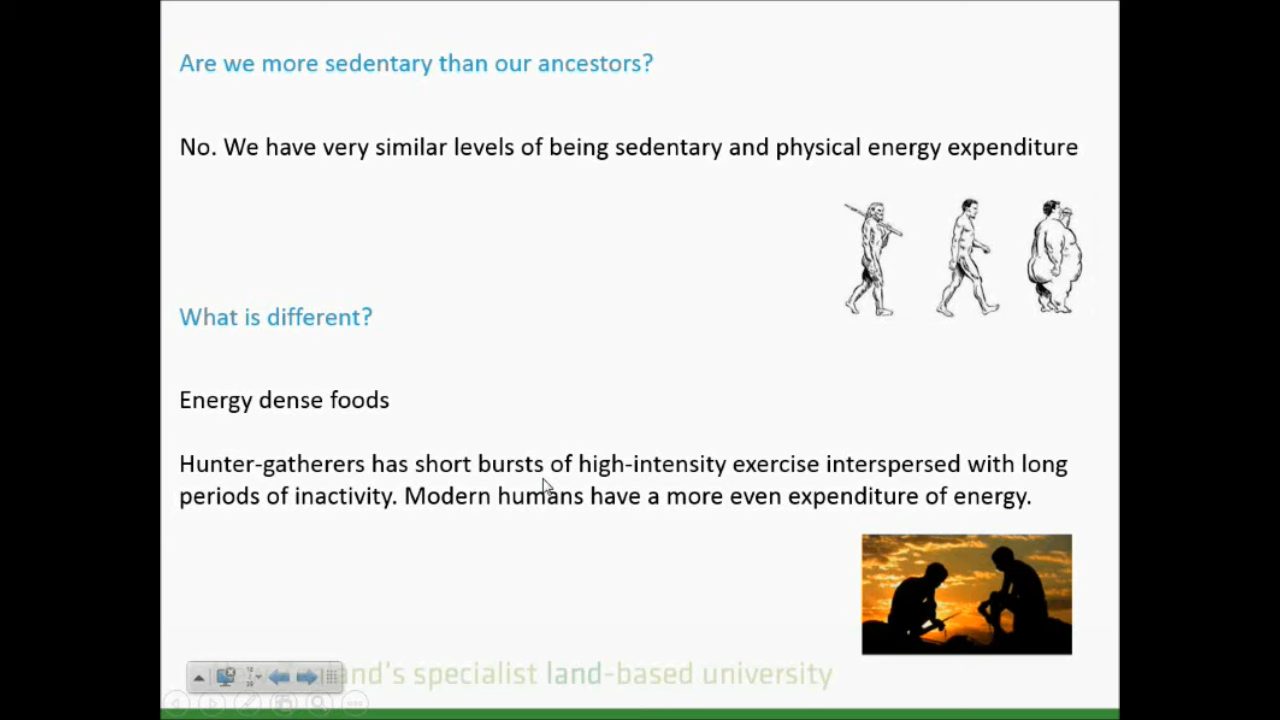 Are we more sedentary than our ancestors?
No. We have very similar levels of being sedentary and physical energy expenditure
What is different?
Energy dense foods
Hunter-gatherers has short bursts of high-intensity exercise interspersed with long
periods of inactivity. Modern humans have a more even expenditure of energy.
and's specialist land-based university